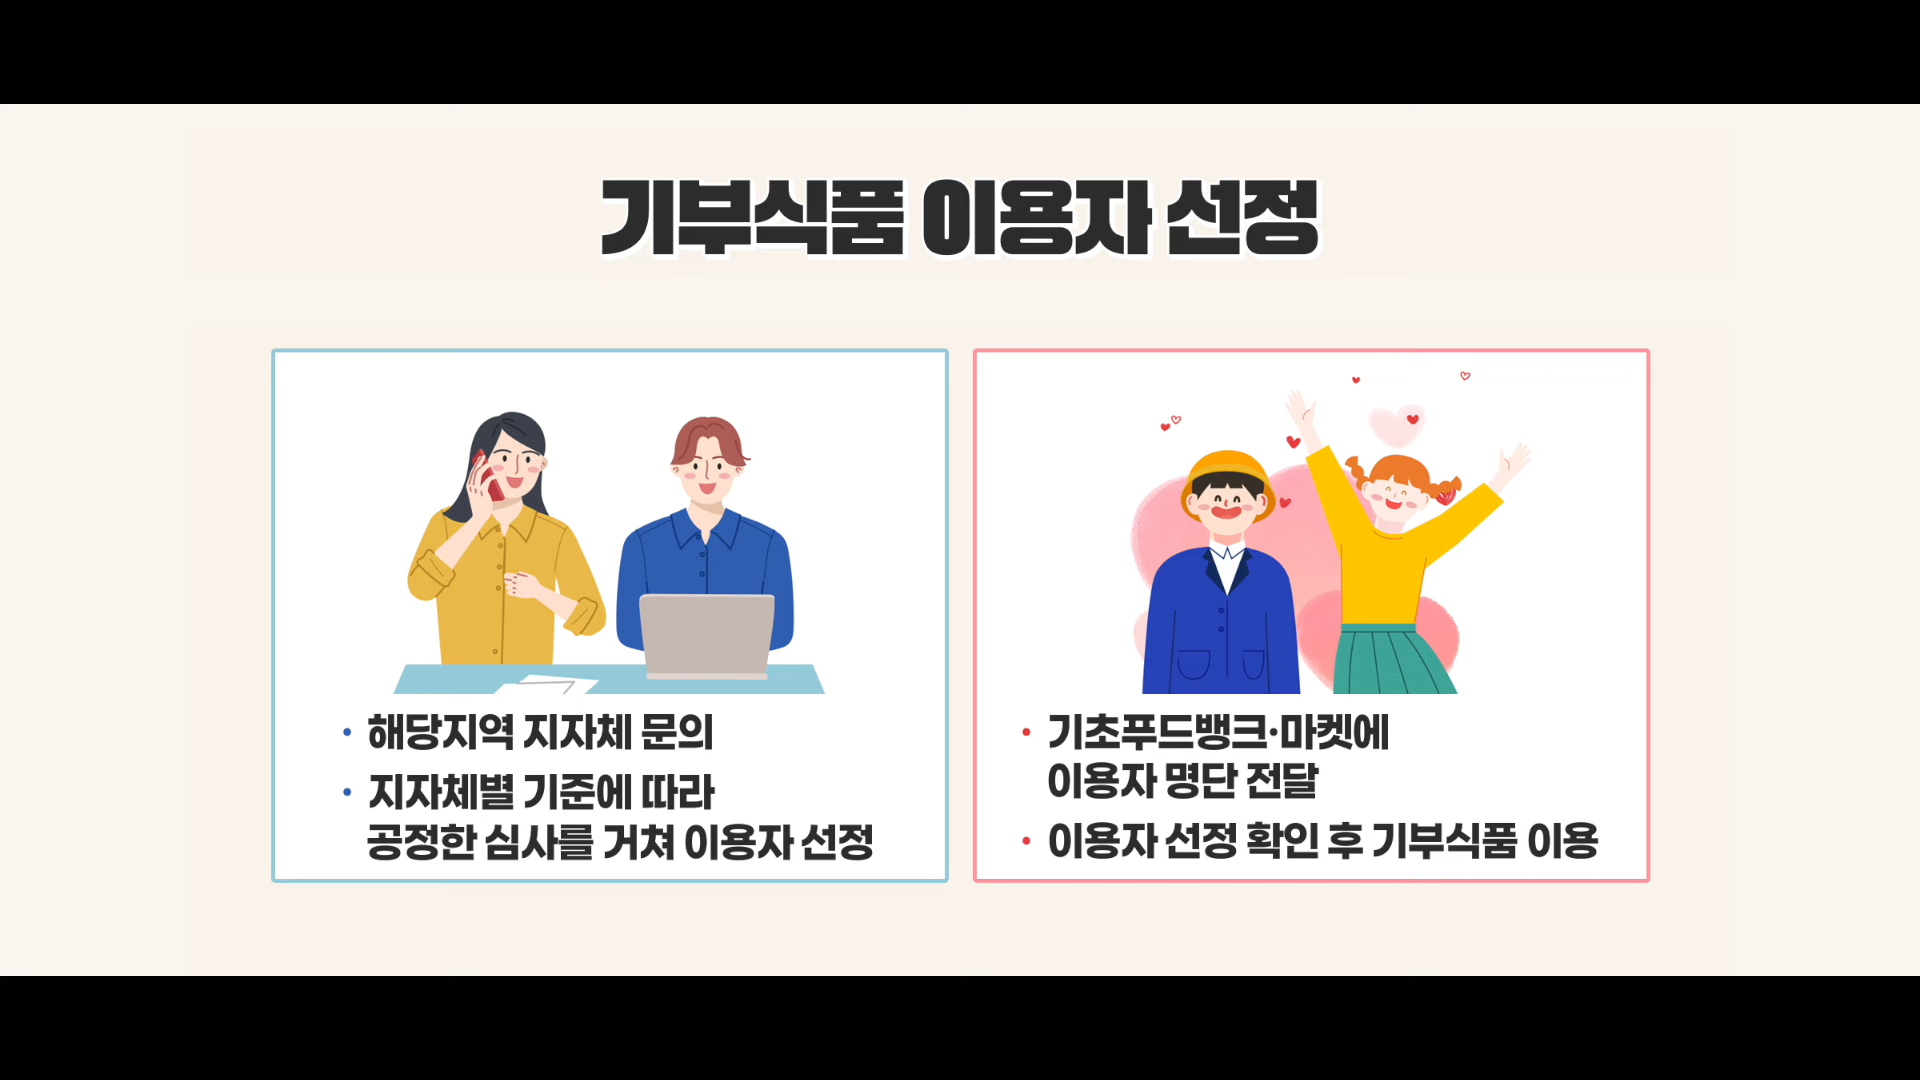 기부식품 이용자 선정
· 해당지역 지자체 문의
· 지자체별 기준에 따라
공정한 심사를 거쳐 이용자 선정
· 기초푸드뱅크·마켓에
이용자 명단 전달
· 이용자 선정 확인 후 기부식품 이용